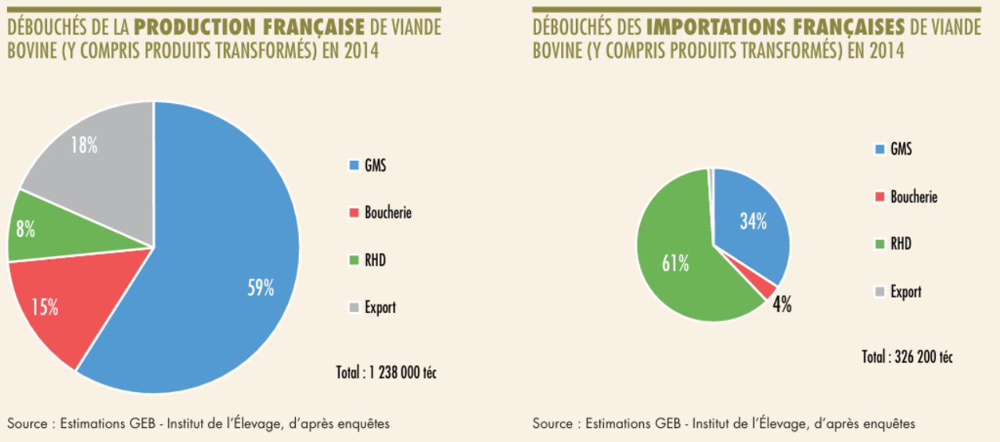 DÉBOUCHÉS DE LA PRODUCTION FRANÇAISE DE VIANDE
BOVINE (Y COMPRIS PRODUITS TRANSFORMÉS) EN 2014
18%
8%
15%
59%
GMS
Boucherie
RHD
Export
Total : 1 238 000 téc
Source : Estimations GEB - Institut de l’Élevage, d’après enquêtes
DÉBOUCHÉS DES IMPORTATIONS FRANÇAISES DE VIANDE
BOVINE (Y COMPRIS PRODUITS TRANSFORMÉS) EN 2014
34%
61%
4%
GMS
Boucherie
RHD
Export
Total : 326 200 téc
Source : Estimations GEB - Institut de l’Élevage, d’après enquêtes